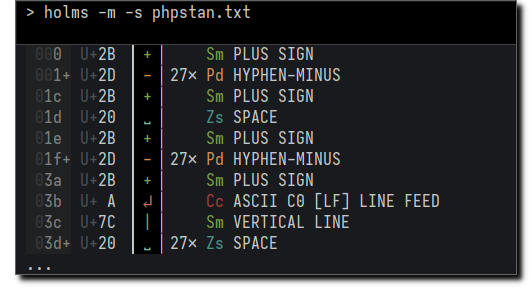 > holms -m -s phpstan.txt
000 U+2B + Sm PLUS SIGN
001+ U+2D - 27× Pd HYPHEN-MINUS
01c U+2B + Sm PLUS SIGN
01d U+20 ␣ Zs SPACE
01e U+2B + Sm PLUS SIGN
01f+ U+2D - 27× Pd HYPHEN-MINUS
03a U+2B + Sm PLUS SIGN
03b U+ A ↲ Cc ASCII C0 [LF] LINE FEED
03c U+7C | Sm VERTICAL LINE
03d+ U+20 ␣ 27× Zs SPACE
...